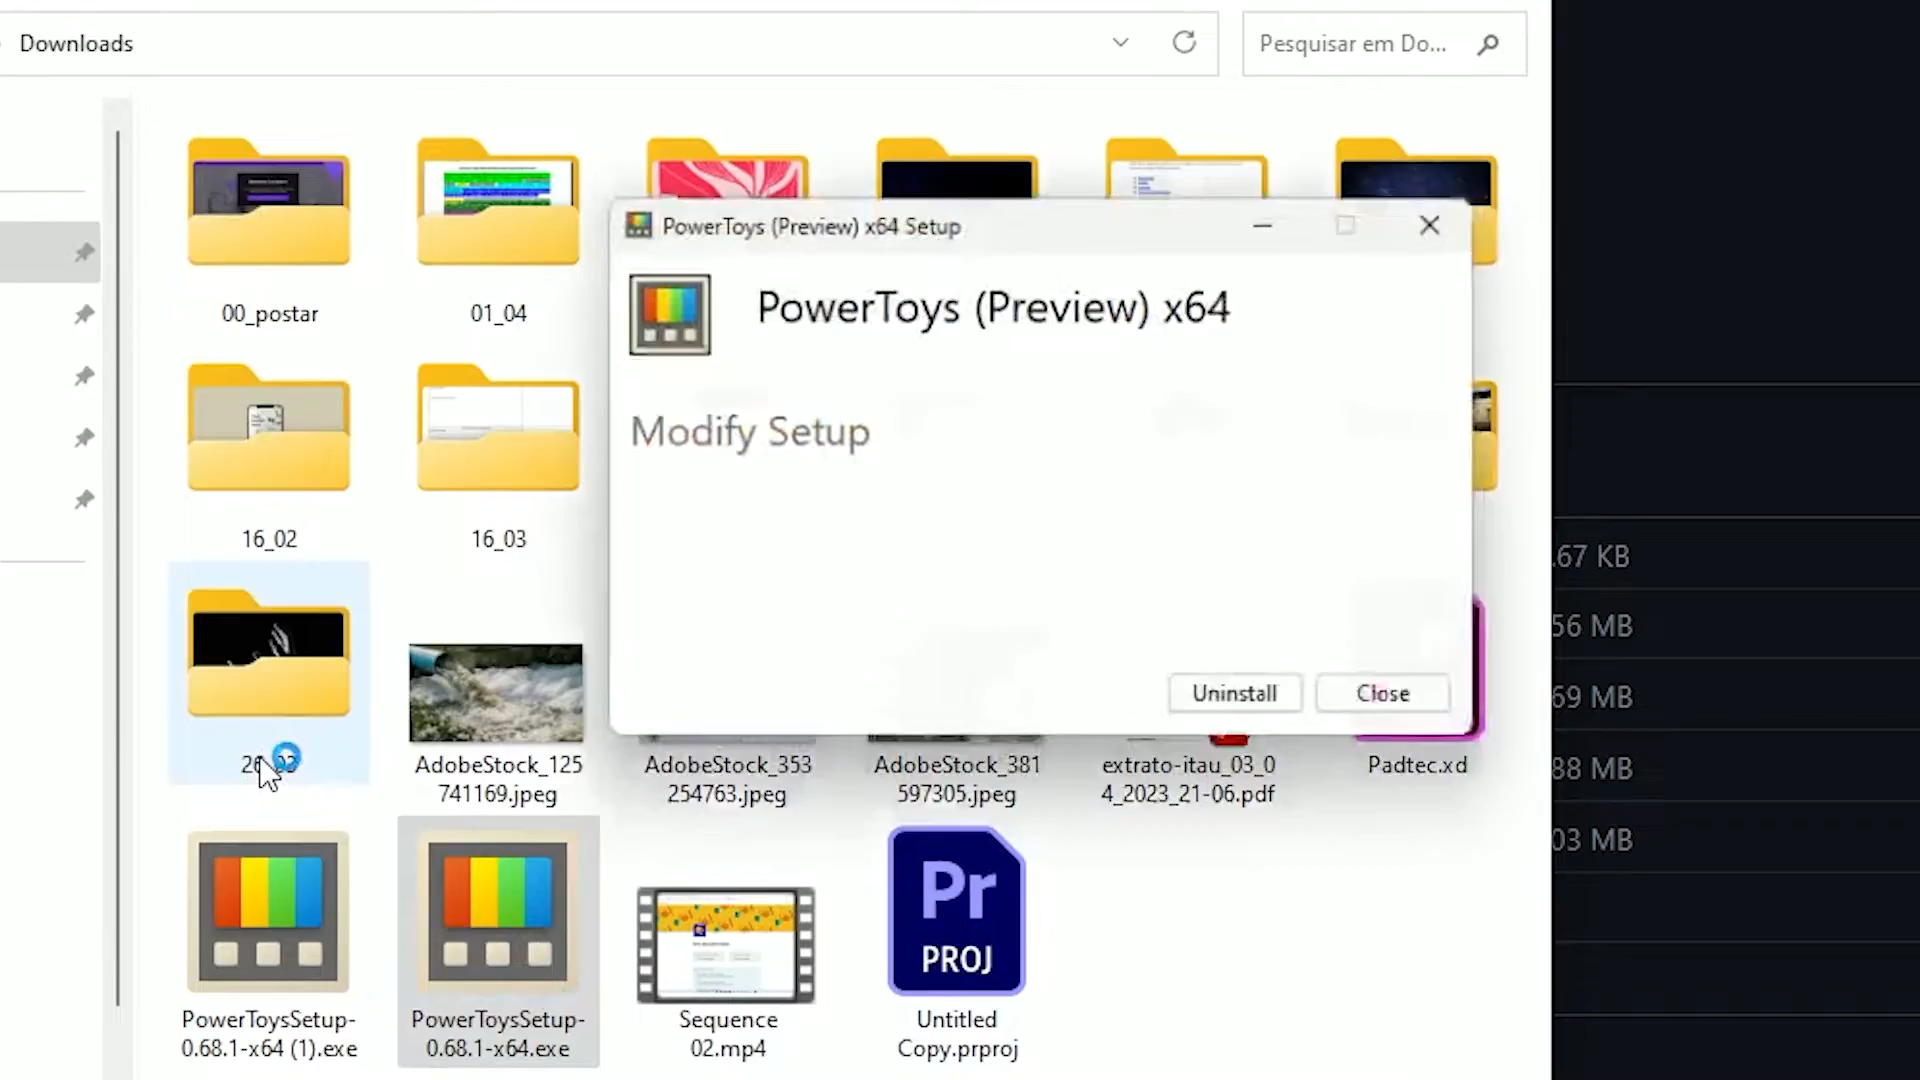 Downloads
Pesquisar em Do...
00_postar
01_04
PowerToys (Preview) x64 Setup
PowerToys (Preview) x64
Modify Setup
Uninstall
Close
16_02
16_03
.67 KB
56 MB
69 MB
88 MB
03 MB
AdobeStock_125
741169.jpeg
AdobeStock_353
254763.jpeg
AdobeStock_381
597305.jpeg
extrato-itau_03_0
4_2023_21-06.pdf
Padtec.xd
Pr
PROJ
PowerToysSetup-
0.68.1-x64 (1).exe
PowerToysSetup-
0.68.1-x64.exe
Sequence
02.mp4
Untitled
Copy.prproj